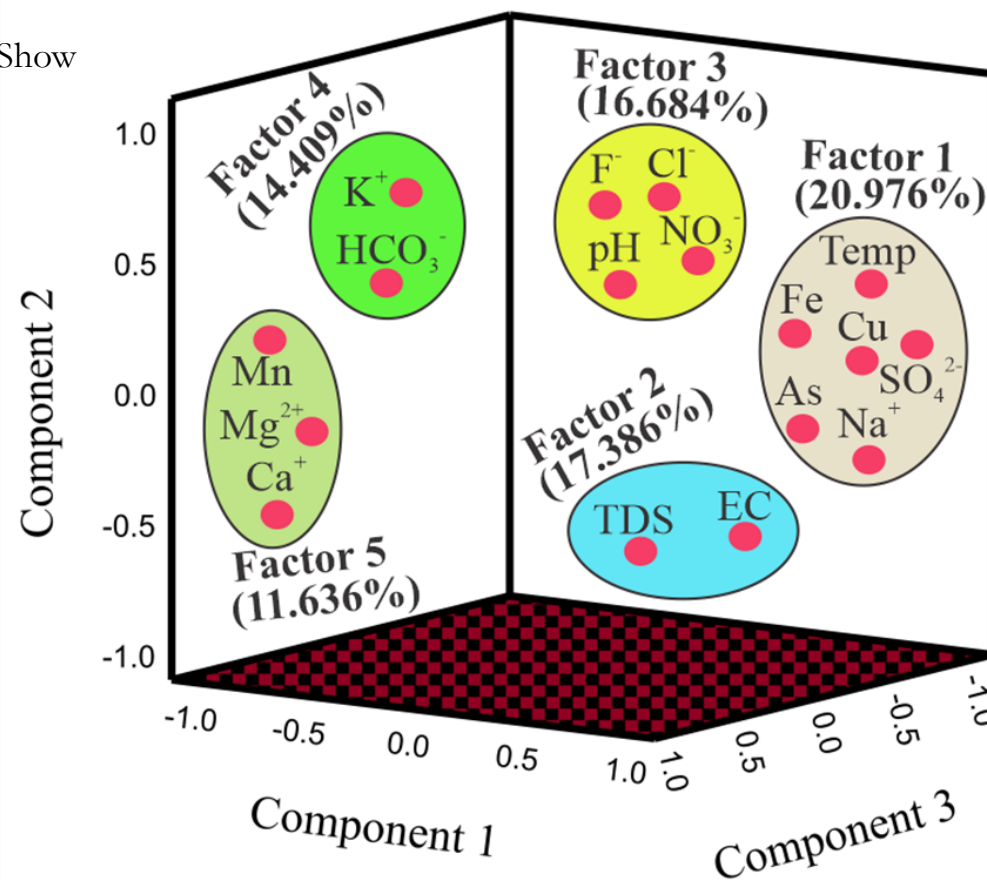 Show
Factor 4
(14.409%)
K⁺
HCO₃⁻
Factor 3
(16.684%)
F⁻ Cl⁻
pH NO₃⁻
Factor 1
(20.976%)
Temp
Fe
Cu
SO₄²⁻
As
Na⁺
Mn
Mg²⁺
Ca⁺
Factor 5
(11.636%)
Factor 2
(17.386%)
TDS EC
Component 2
1.0
0.5
0.0
-0.5
-1.0
-1.0 -0.5 0.0 0.5 1.0
Component 1
1.0 0.5 0.0 -0.5 -1.0
Component 3